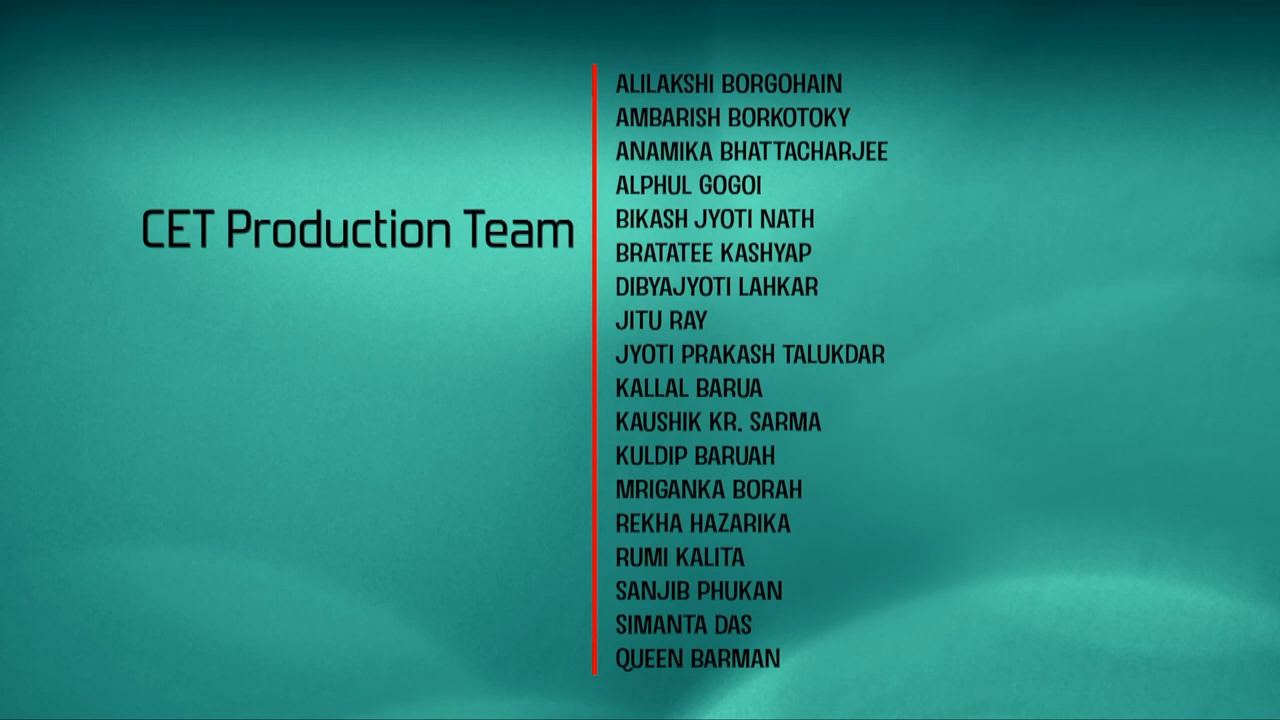 CET Production Team
ALILAKSHI BORGOHAIN
AMBARISH BORKOTOKY
ANAMIKA BHATTACHARJEE
ALPHUL GOGOI
BIKASH JYOTI NATH
BRATATEE KASHYAP
DIBYAJYOTI LAHKAR
JITU RAY
JYOTI PRAKASH TALUKDAR
KALLAL BARUA
KAUSHIK KR. SARMA
KULDIP BARUAH
MRIGANKA BORAH
REKHA HAZARIKA
RUMI KALITA
SANJIB PHUKAN
SIMANTA DAS
QUEEN BARMAN